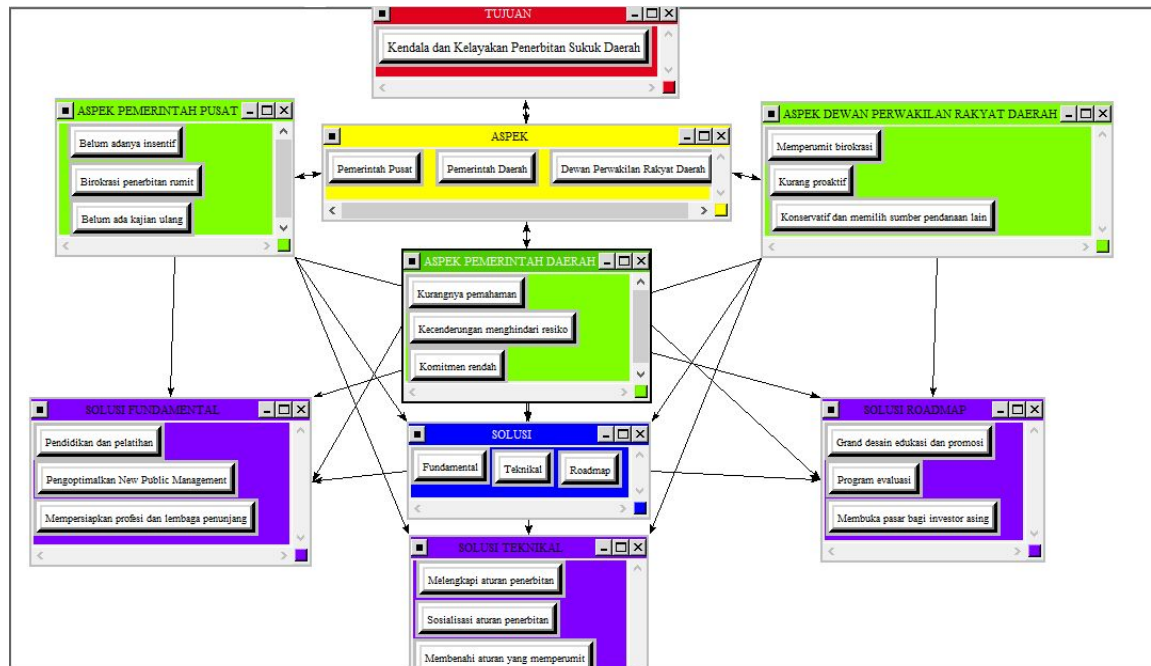 TUJUAN
Kendala dan Kelayakan Penerbitan Sukuk Daerah
ASPEK PEMERINTAH PUSAT
Belum adanya insentif
Birokrasi penerbitan rumit
Belum ada kajian ulang
ASPEK
Pemerintah Pusat
Pemerintah Daerah
Dewan Perwakilan Rakyat Daerah
ASPEK DEWAN PERWAKILAN RAKYAT DAERAH
Memperumit birokrasi
Kurang proaktif
Konservatif dan memilih sumber pendanaan lain
ASPEK PEMERINTAH DAERAH
Kurangnya pemahaman
Kecenderungan menghindari resiko
Komitmen rendah
SOLUSI FUNDAMENTAL
Pendidikan dan pelatihan
Pengoptimalkan New Public Management
Mempersiapkan profesi dan lembaga penunjang
SOLUSI
Fundamental
Teknikal
Roadmap
SOLUSI ROADMAP
Grand desain edukasi dan promosi
Program evaluasi
Membuka pasar bagi investor asing
SOLUSI TEKNIKAL
Melengkapi aturan penerbitan
Sosialisasi aturan penerbitan
Membenahi aturan yang memperumit